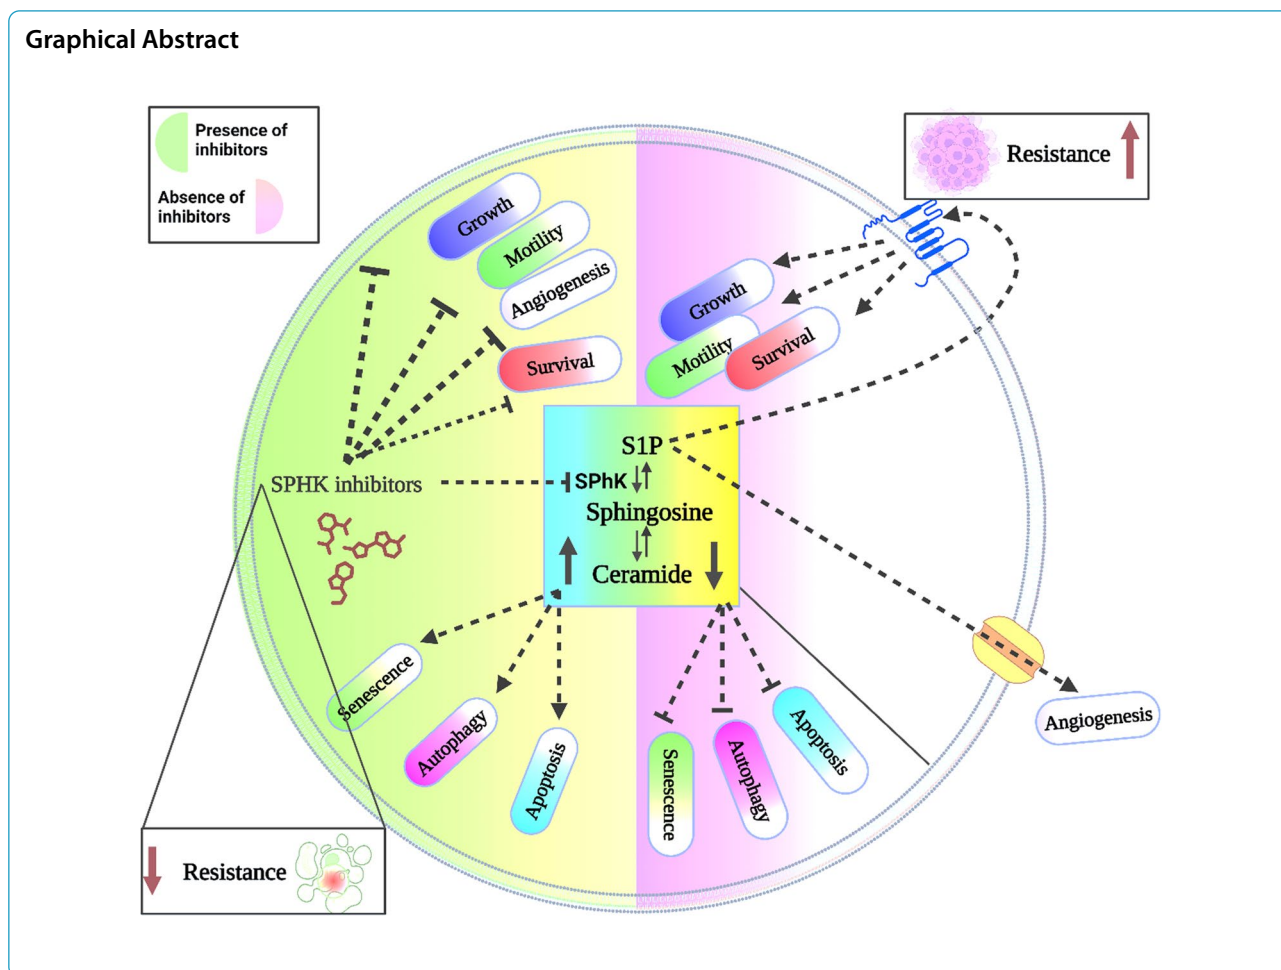 Graphical Abstract
Presence of
inhibitors
Absence of
inhibitors
Resistance
Growth
Motility
Angiogenesis
Survival
Growth
Motility
Survival
SPHK inhibitors
S1P
SPhK
Sphingosine
Ceramide
Senescence
Autophagy
Apoptosis
Senescence
Autophagy
Apoptosis
Angiogenesis
Resistance